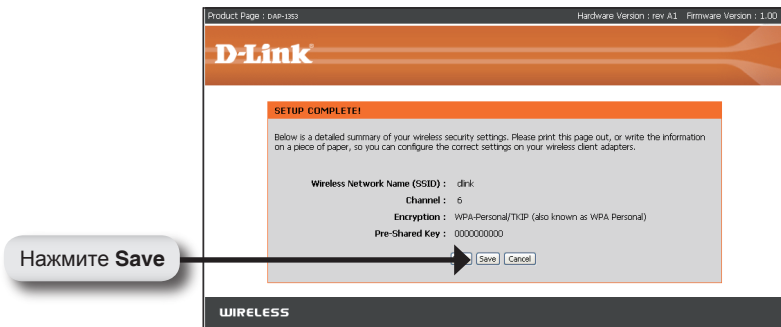 Product Page : DAP-1353 Hardware Version : rev A1 Firmware Version : 1.00
D-Link
SETUP COMPLETE!
Below is a detailed summary of your wireless security settings. Please print this page out, or write the information
on a piece of paper, so you can configure the correct settings on your wireless client adapters.
Wireless Network Name (SSID) : dlink
Channel : 6
Encryption : WPA-Personal/TKIP (also known as WPA Personal)
Pre-Shared Key : 0000000000
Нажмите Save
Save Cancel
WIRELESS